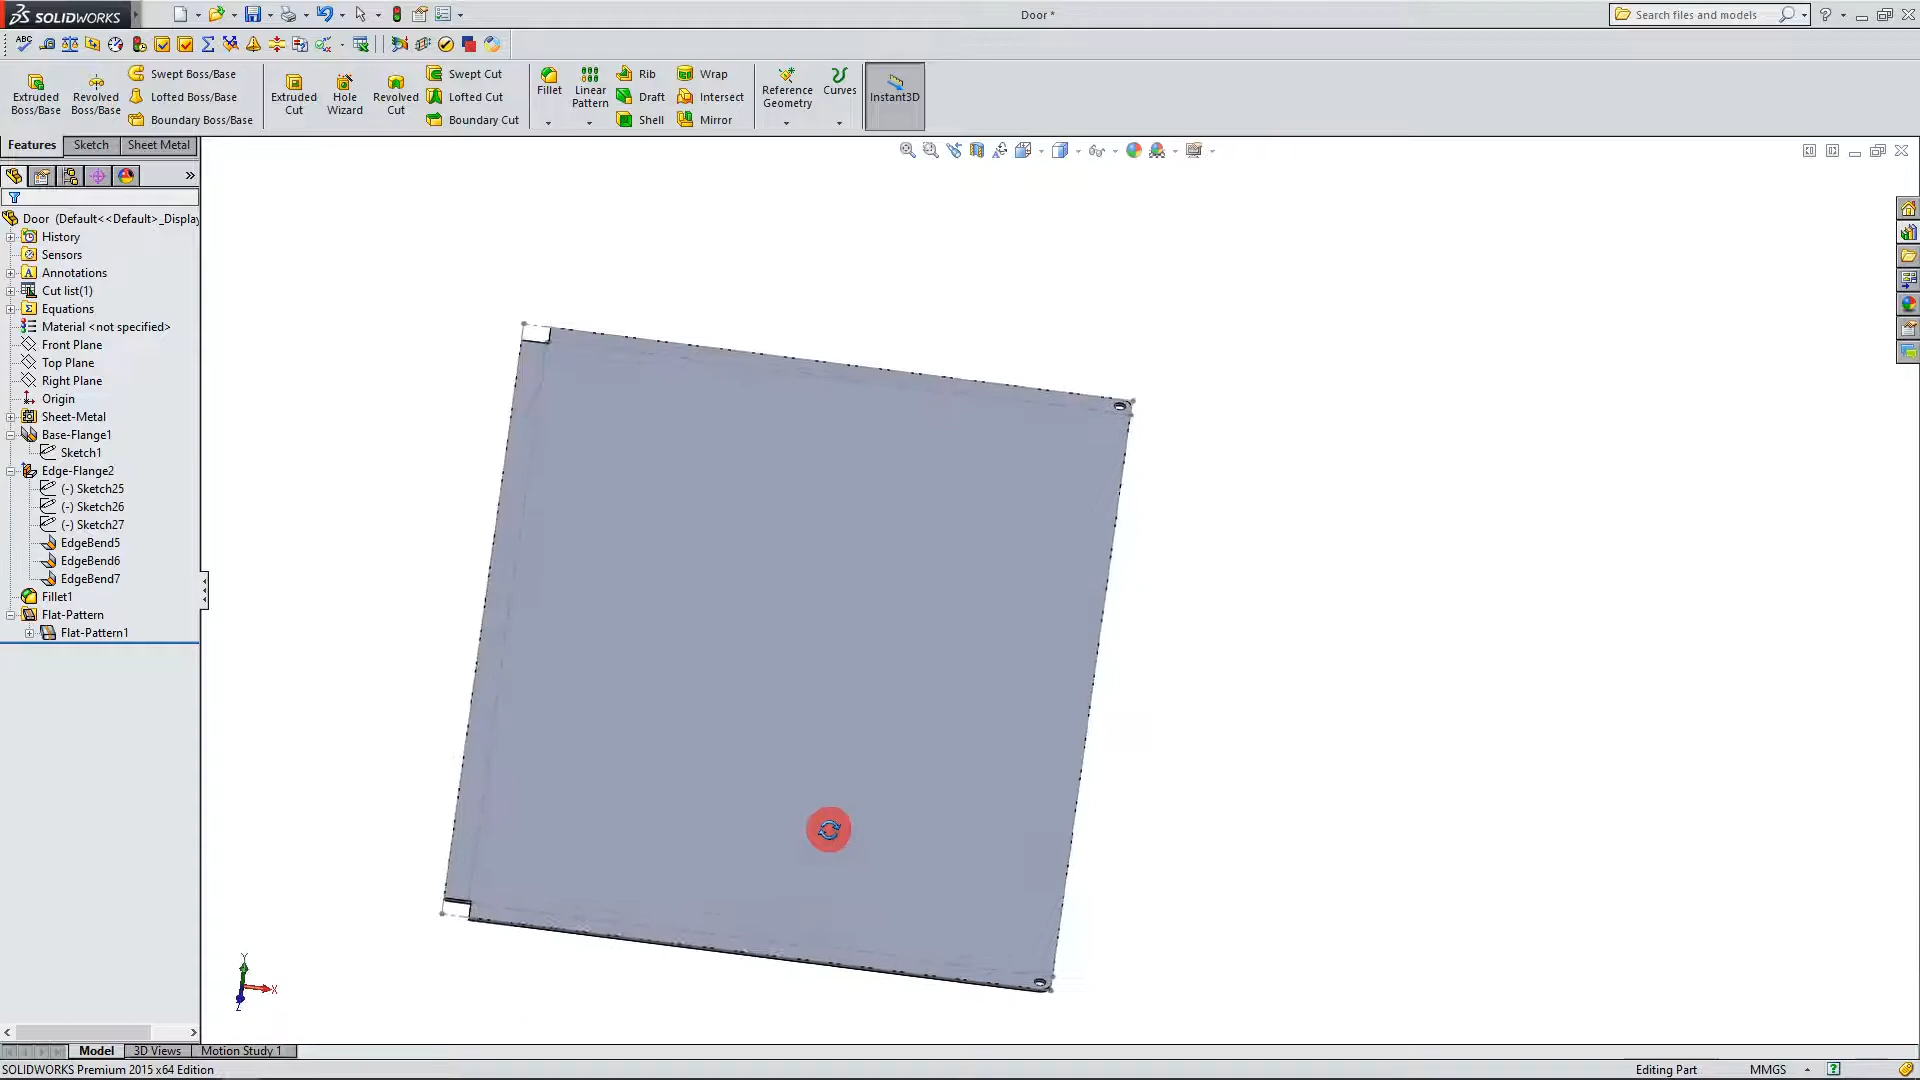 SOLIDWORKS
Door *
Search files and models
Extruded Boss/Base
Revolved Boss/Base
Swept Boss/Base
Lofted Boss/Base
Boundary Boss/Base
Extruded Cut
Hole Wizard
Revolved Cut
Swept Cut
Lofted Cut
Boundary Cut
Fillet
Linear Pattern
Rib
Draft
Shell
Wrap
Intersect
Mirror
Reference Geometry
Curves
Instant3D
Features
Sketch
Sheet Metal
Door (Default<<Default>_Display
History
Sensors
Annotations
Cut list(1)
Equations
Material <not specified>
Front Plane
Top Plane
Right Plane
Origin
Sheet-Metal
Base-Flange1
Sketch1
Edge-Flange2
(-) Sketch25
(-) Sketch26
(-) Sketch27
EdgeBend5
EdgeBend6
EdgeBend7
Fillet1
Flat-Pattern
Flat-Pattern1
Y
X
Z
Model
3D Views
Motion Study 1
SOLIDWORKS Premium 2015 x64 Edition
Editing Part
MMGS